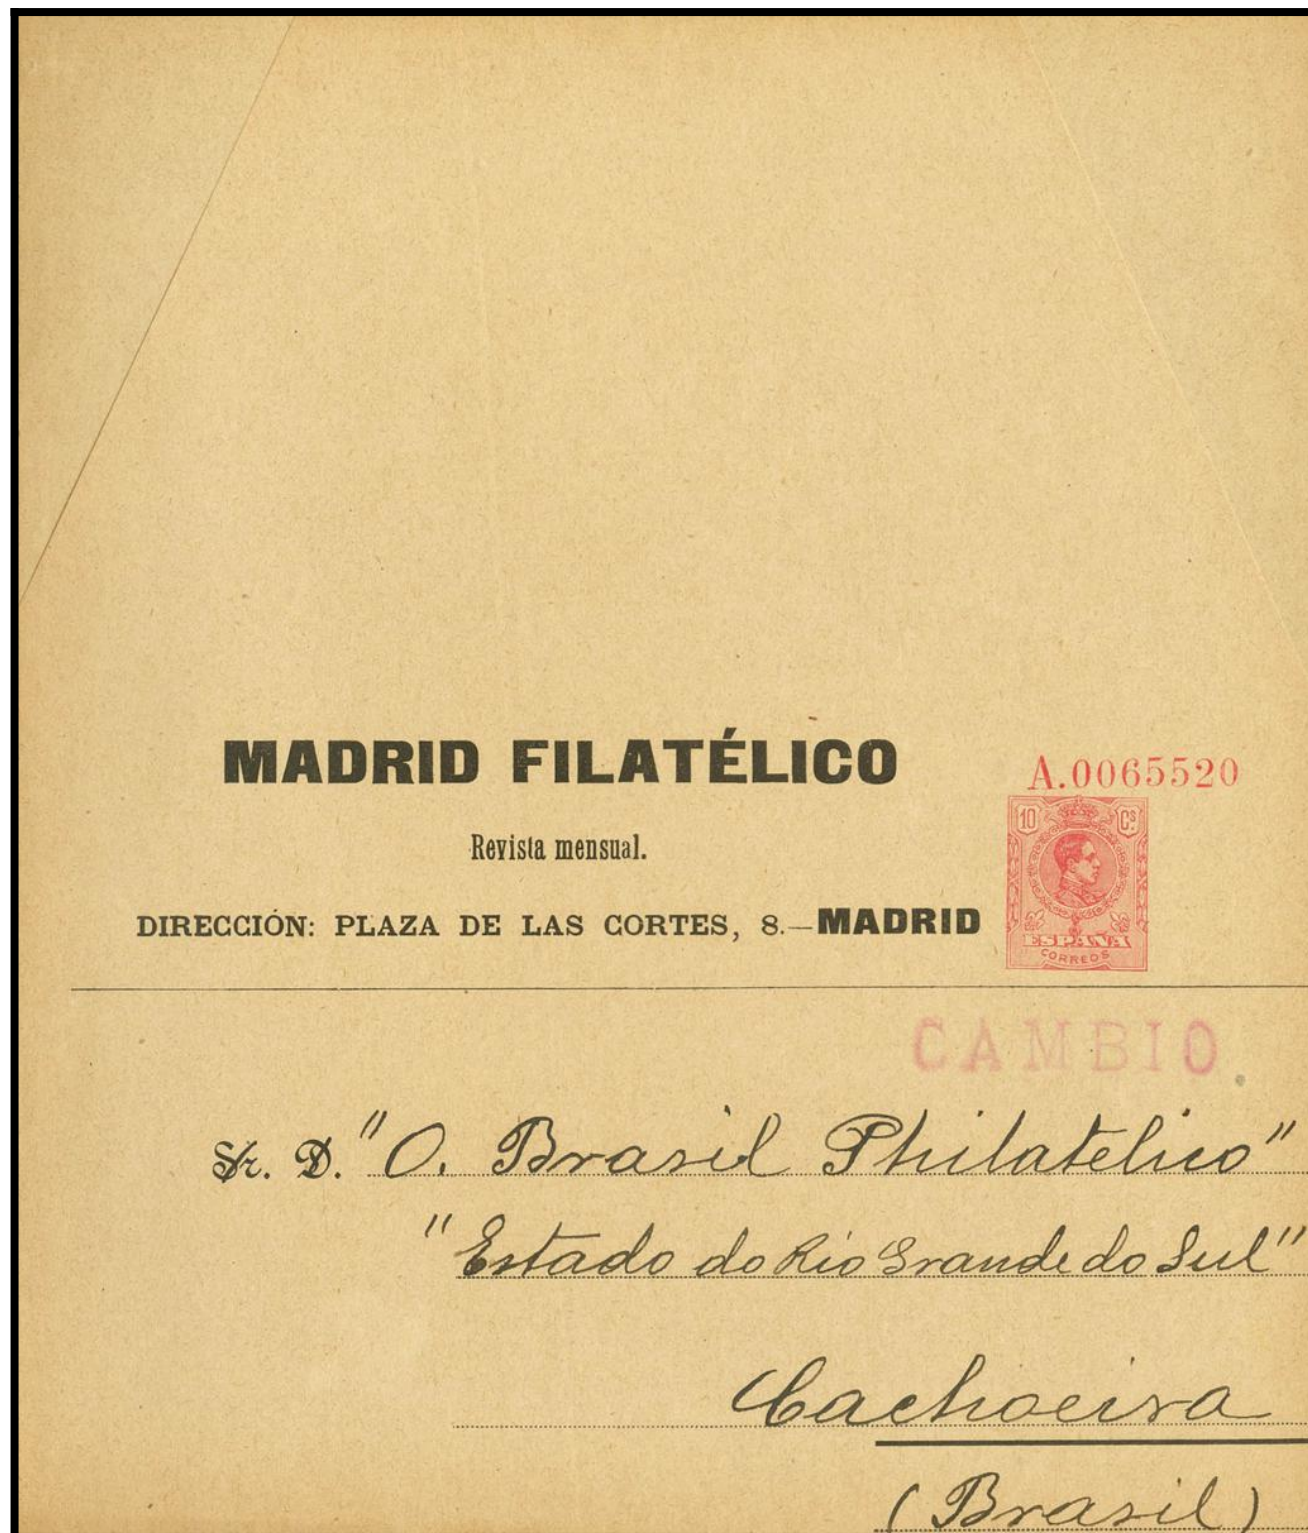 MADRID FILATÉLICO
A.0065520
Revista mensual.
10 Cs.
DIRECCIÓN: PLAZA DE LAS CORTES, 8.—MADRID
ESPAÑA
CORREOS
CAMBIO
Sr. D. "O. Brasil Philatelico"
"Estado do Rio Grande do Sul"
Cachoeira
(Brasil)